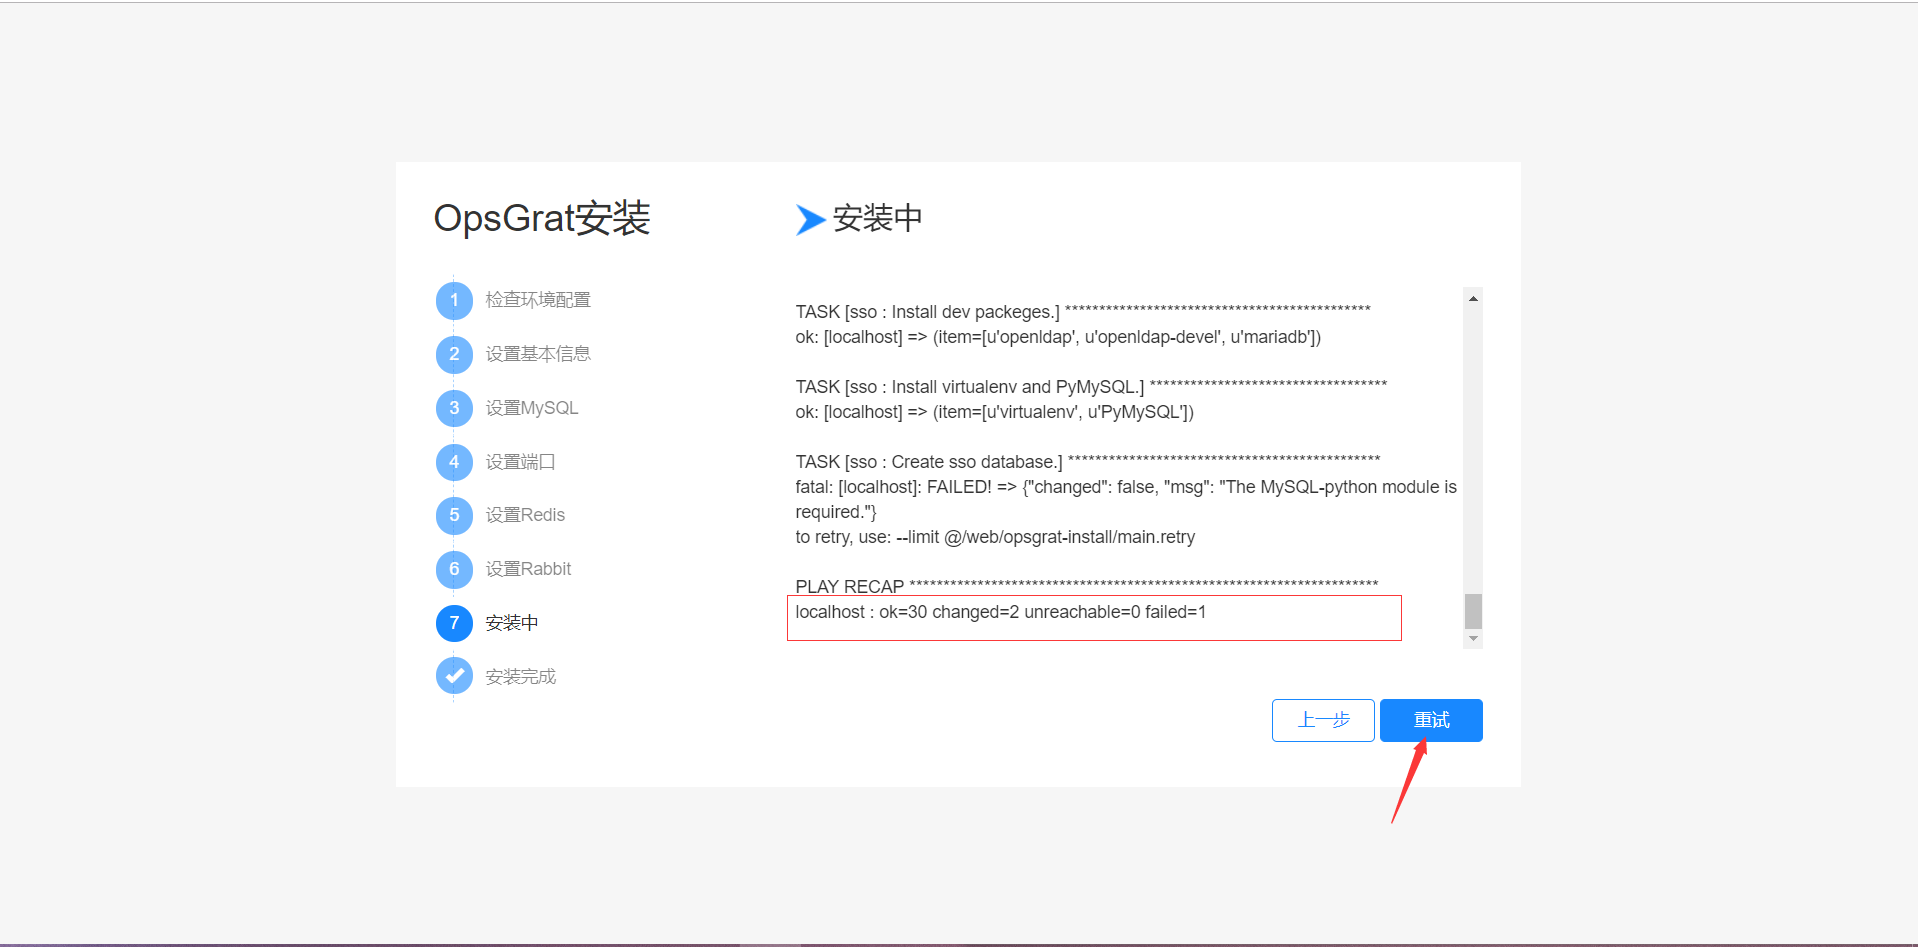 OpsGrat安装
1 检查环境配置
2 设置基本信息
3 设置MySQL
4 设置端口
5 设置Redis
6 设置Rabbit
7 安装中
安装完成
安装中
TASK [sso : Install dev packeges.] *********************************************
ok: [localhost] => (item=[u'openldap', u'openldap-devel', u'mariadb'])
TASK [sso : Install virtualenv and PyMySQL.] ***********************************
ok: [localhost] => (item=[u'virtualenv', u'PyMySQL'])
TASK [sso : Create sso database.] **********************************************
fatal: [localhost]: FAILED! => {"changed": false, "msg": "The MySQL-python module is
required."}
to retry, use: --limit @/web/opsgrat-install/main.retry
PLAY RECAP *********************************************************************
localhost : ok=30 changed=2 unreachable=0 failed=1
上一步
重试